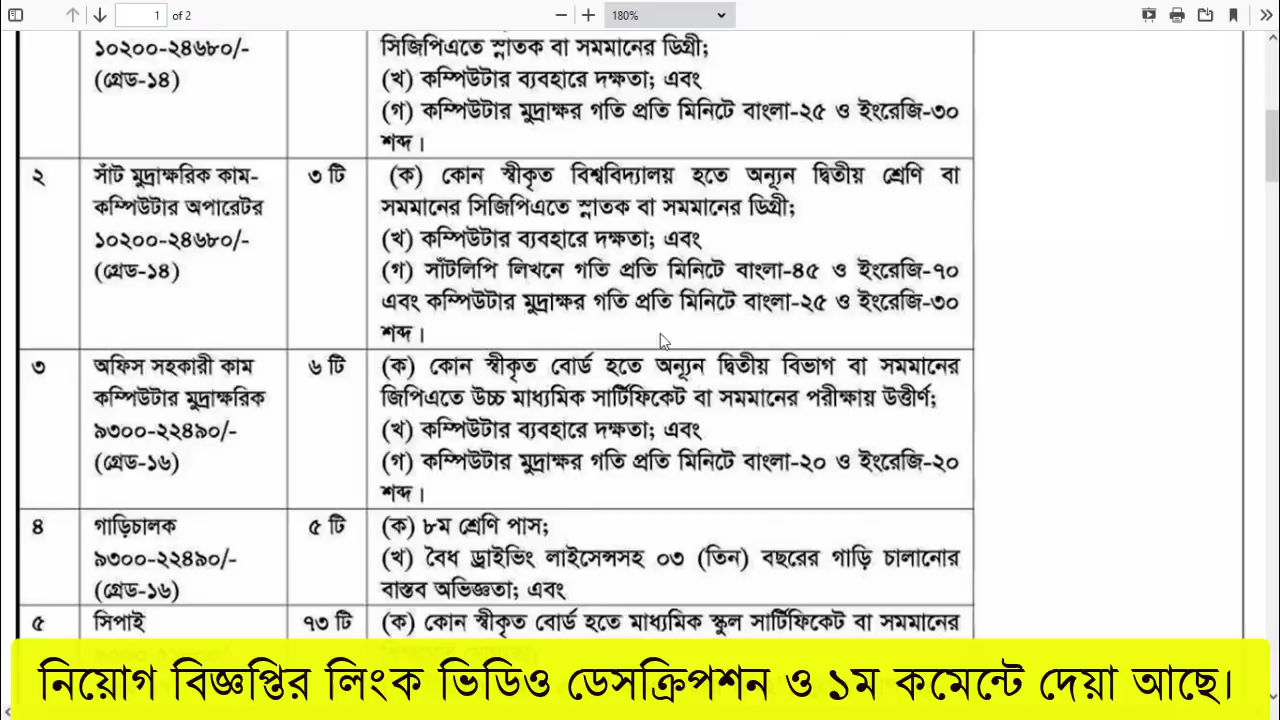 1 of 2 180%
১০২০০-২৪৬৮০/- সিজিপিএতে স্নাতক বা সমমানের ডিগ্রী;
(গ্রেড-১৪) (খ) কম্পিউটার ব্যবহারে দক্ষতা; এবং
(গ) কম্পিউটার মুদ্রাক্ষর গতি প্রতি মিনিটে বাংলা-২৫ ও ইংরেজি-৩০
শব্দ।
২ সাঁট মুদ্রাক্ষরিক কাম- ৩ টি (ক) কোন স্বীকৃত বিশ্ববিদ্যালয় হতে অন্যূন দ্বিতীয় শ্রেণি বা
কম্পিউটার অপারেটর সমমানের সিজিপিএতে স্নাতক বা সমমানের ডিগ্রী;
১০২০০-২৪৬৮০/- (খ) কম্পিউটার ব্যবহারে দক্ষতা; এবং
(গ্রেড-১৪) (গ) সাঁটলিপি লিখনে গতি প্রতি মিনিটে বাংলা-৪৫ ও ইংরেজি-৭০
এবং কম্পিউটার মুদ্রাক্ষর গতি প্রতি মিনিটে বাংলা-২৫ ও ইংরেজি-৩০
শব্দ।
৩ অফিস সহকারী কাম ৬ টি (ক) কোন স্বীকৃত বোর্ড হতে অন্যূন দ্বিতীয় বিভাগ বা সমমানের
কম্পিউটার মুদ্রাক্ষরিক জিপিএতে উচ্চ মাধ্যমিক সার্টিফিকেট বা সমমানের পরীক্ষায় উত্তীর্ণ;
৯৩০০-২২৪৯০/- (খ) কম্পিউটার ব্যবহারে দক্ষতা; এবং
(গ্রেড-১৬) (গ) কম্পিউটার মুদ্রাক্ষর গতি প্রতি মিনিটে বাংলা-২০ ও ইংরেজি-২০
শব্দ।
৪ গাড়িচালক ৫ টি (ক) ৮ম শ্রেণি পাস;
৯৩০০-২২৪৯০/- (খ) বৈধ ড্রাইভিং লাইসেন্সসহ ০৩ (তিন) বছরের গাড়ি চালানোর
(গ্রেড-১৬) বাস্তব অভিজ্ঞতা; এবং
৫ সিপাই ৭৩ টি (ক) কোন স্বীকৃত বোর্ড হতে মাধ্যমিক স্কুল সার্টিফিকেট বা সমমানের
নিয়োগ বিজ্ঞপ্তির লিংক ভিডিও ডেসক্রিপশন ও ১ম কমেন্টে দেয়া আছে।